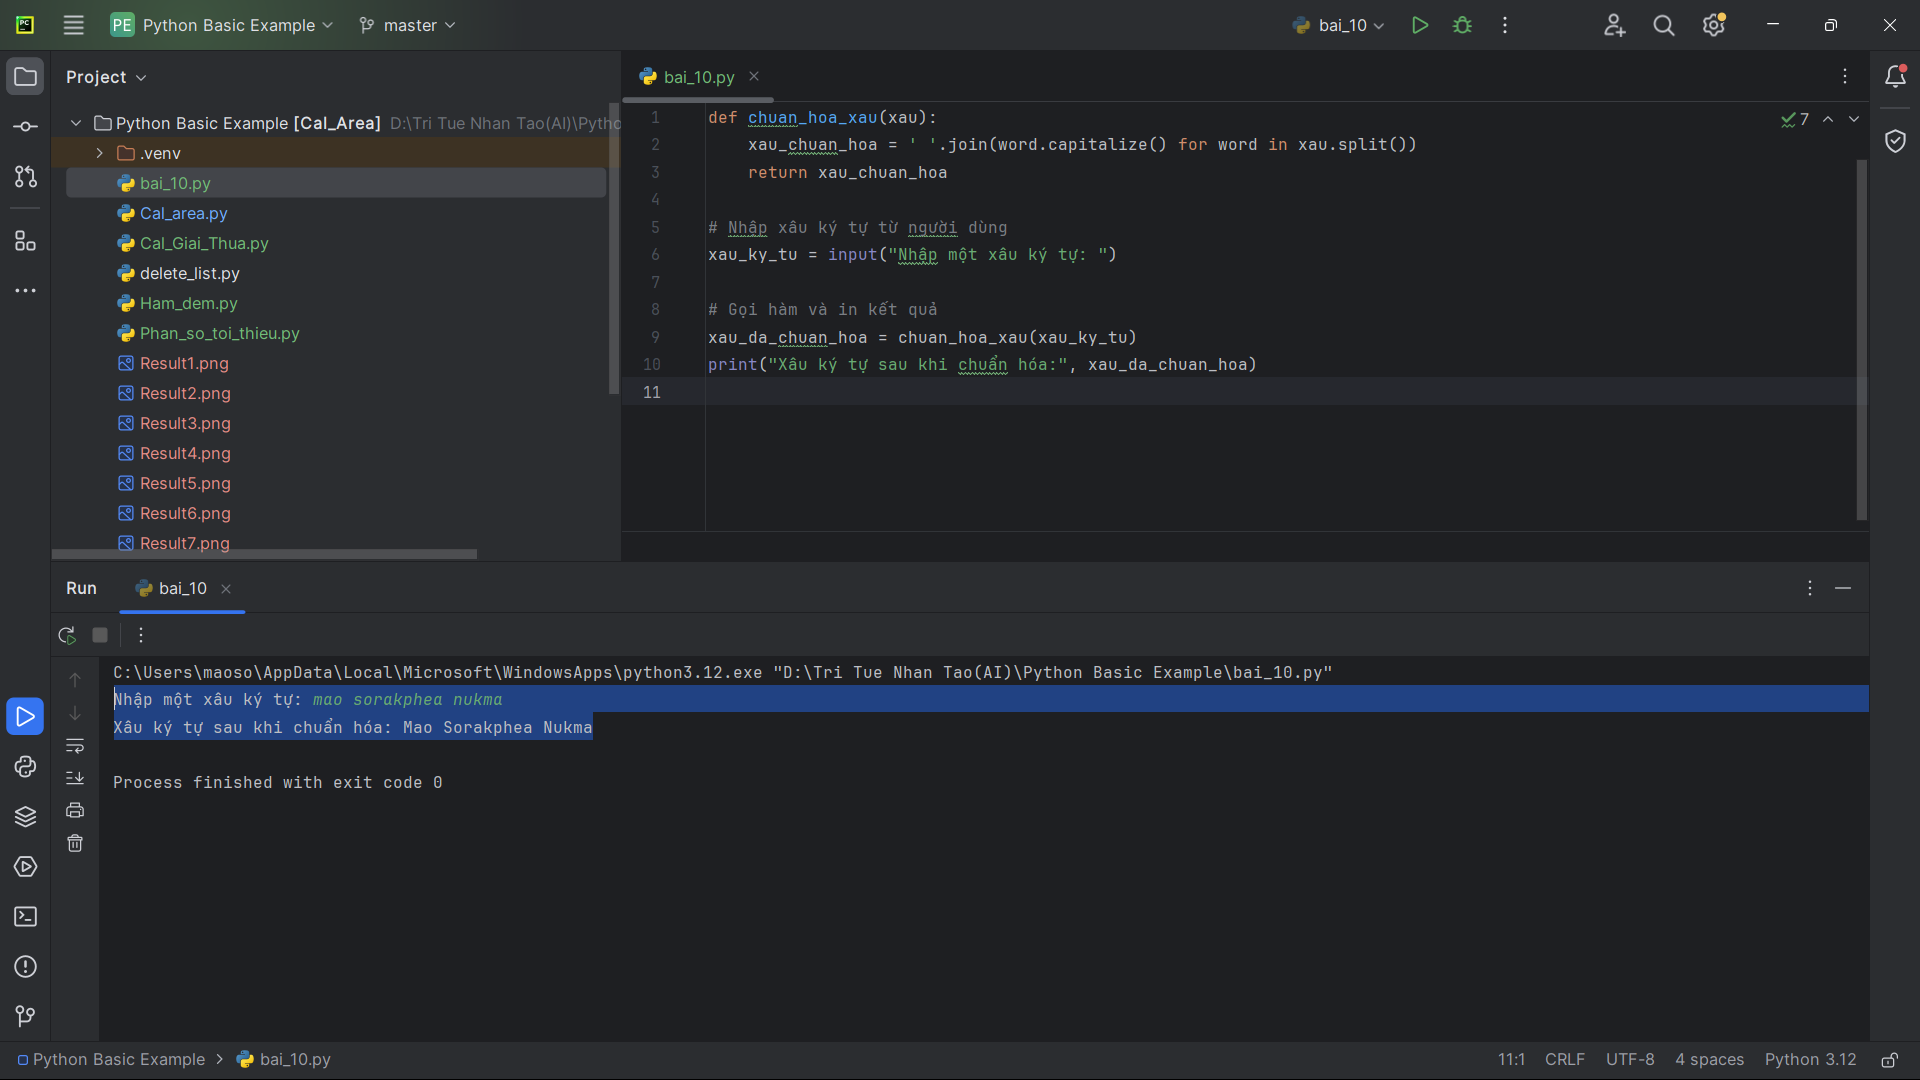 PC
PE Python Basic Example master bai_10
Project
Python Basic Example [Cal_Area] D:\Tri Tue Nhan Tao(AI)\Pytho
.venv
bai_10.py
Cal_area.py
Cal_Giai_Thua.py
delete_list.py
Ham_dem.py
Phan_so_toi_thieu.py
Result1.png
Result2.png
Result3.png
Result4.png
Result5.png
Result6.png
Result7.png
bai_10.py
7
1 def chuan_hoa_xau(xau):
2 xau_chuan_hoa = ' '.join(word.capitalize() for word in xau.split())
3 return xau_chuan_hoa
4
5 # Nhập xâu ký tự từ người dùng
6 xau_ky_tu = input("Nhập một xâu ký tự: ")
7
8 # Gọi hàm và in kết quả
9 xau_da_chuan_hoa = chuan_hoa_xau(xau_ky_tu)
10 print("Xâu ký tự sau khi chuẩn hóa:", xau_da_chuan_hoa)
11
Run bai_10
C:\Users\maoso\AppData\Local\Microsoft\WindowsApps\python3.12.exe "D:\Tri Tue Nhan Tao(AI)\Python Basic Example\bai_10.py"
Nhập một xâu ký tự: mao sorakphea nukma
Xâu ký tự sau khi chuẩn hóa: Mao Sorakphea Nukma
Process finished with exit code 0
Python Basic Example > bai_10.py 11:1 CRLF UTF-8 4 spaces Python 3.12